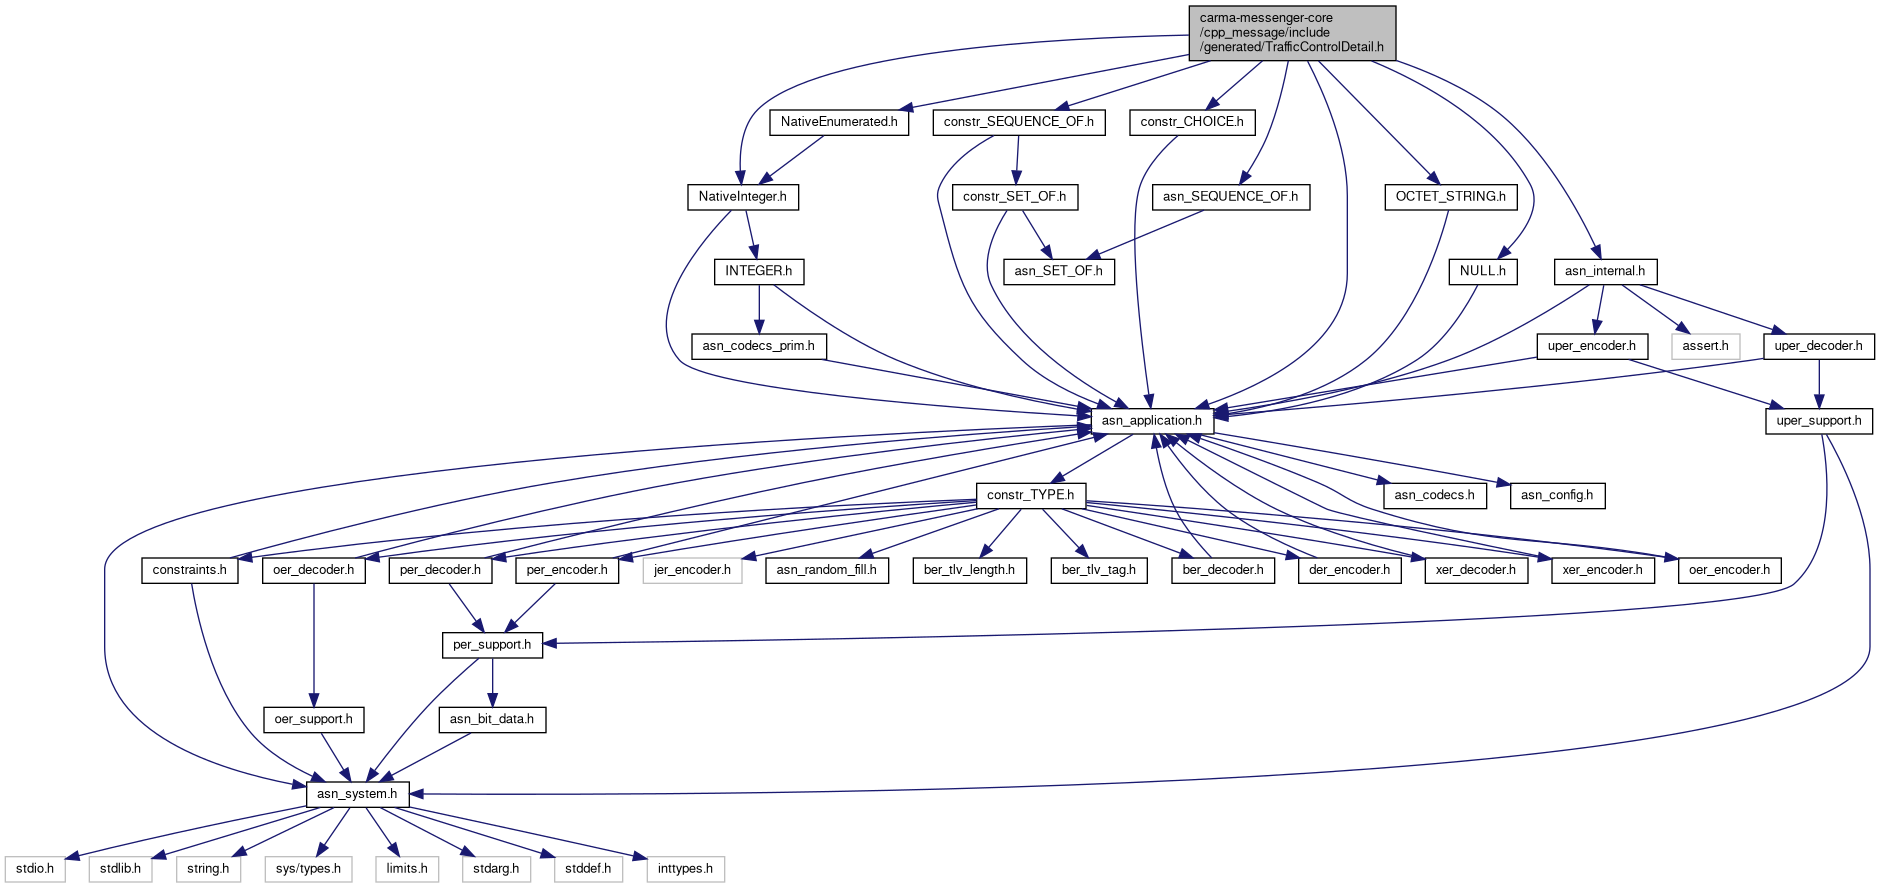 carma-messenger-core
/cpp_message/include
/generated/TrafficControlDetail.h
NativeEnumerated.h
constr_SEQUENCE_OF.h
constr_CHOICE.h
NativeInteger.h
constr_SET_OF.h
asn_SEQUENCE_OF.h
OCTET_STRING.h
INTEGER.h
asn_SET_OF.h
NULL.h
asn_internal.h
asn_codecs_prim.h
uper_encoder.h
assert.h
uper_decoder.h
asn_application.h
uper_support.h
constr_TYPE.h
asn_codecs.h
asn_config.h
constraints.h
oer_decoder.h
per_decoder.h
per_encoder.h
jer_encoder.h
asn_random_fill.h
ber_tlv_length.h
ber_tlv_tag.h
ber_decoder.h
der_encoder.h
xer_decoder.h
xer_encoder.h
oer_encoder.h
per_support.h
oer_support.h
asn_bit_data.h
asn_system.h
stdio.h
stdlib.h
string.h
sys/types.h
limits.h
stdarg.h
stddef.h
inttypes.h